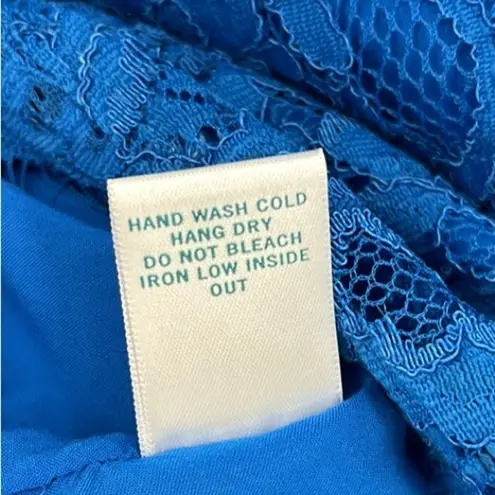 HAND WASH COLD
HANG DRY
DO NOT BLEACH
IRON LOW INSIDE
OUT